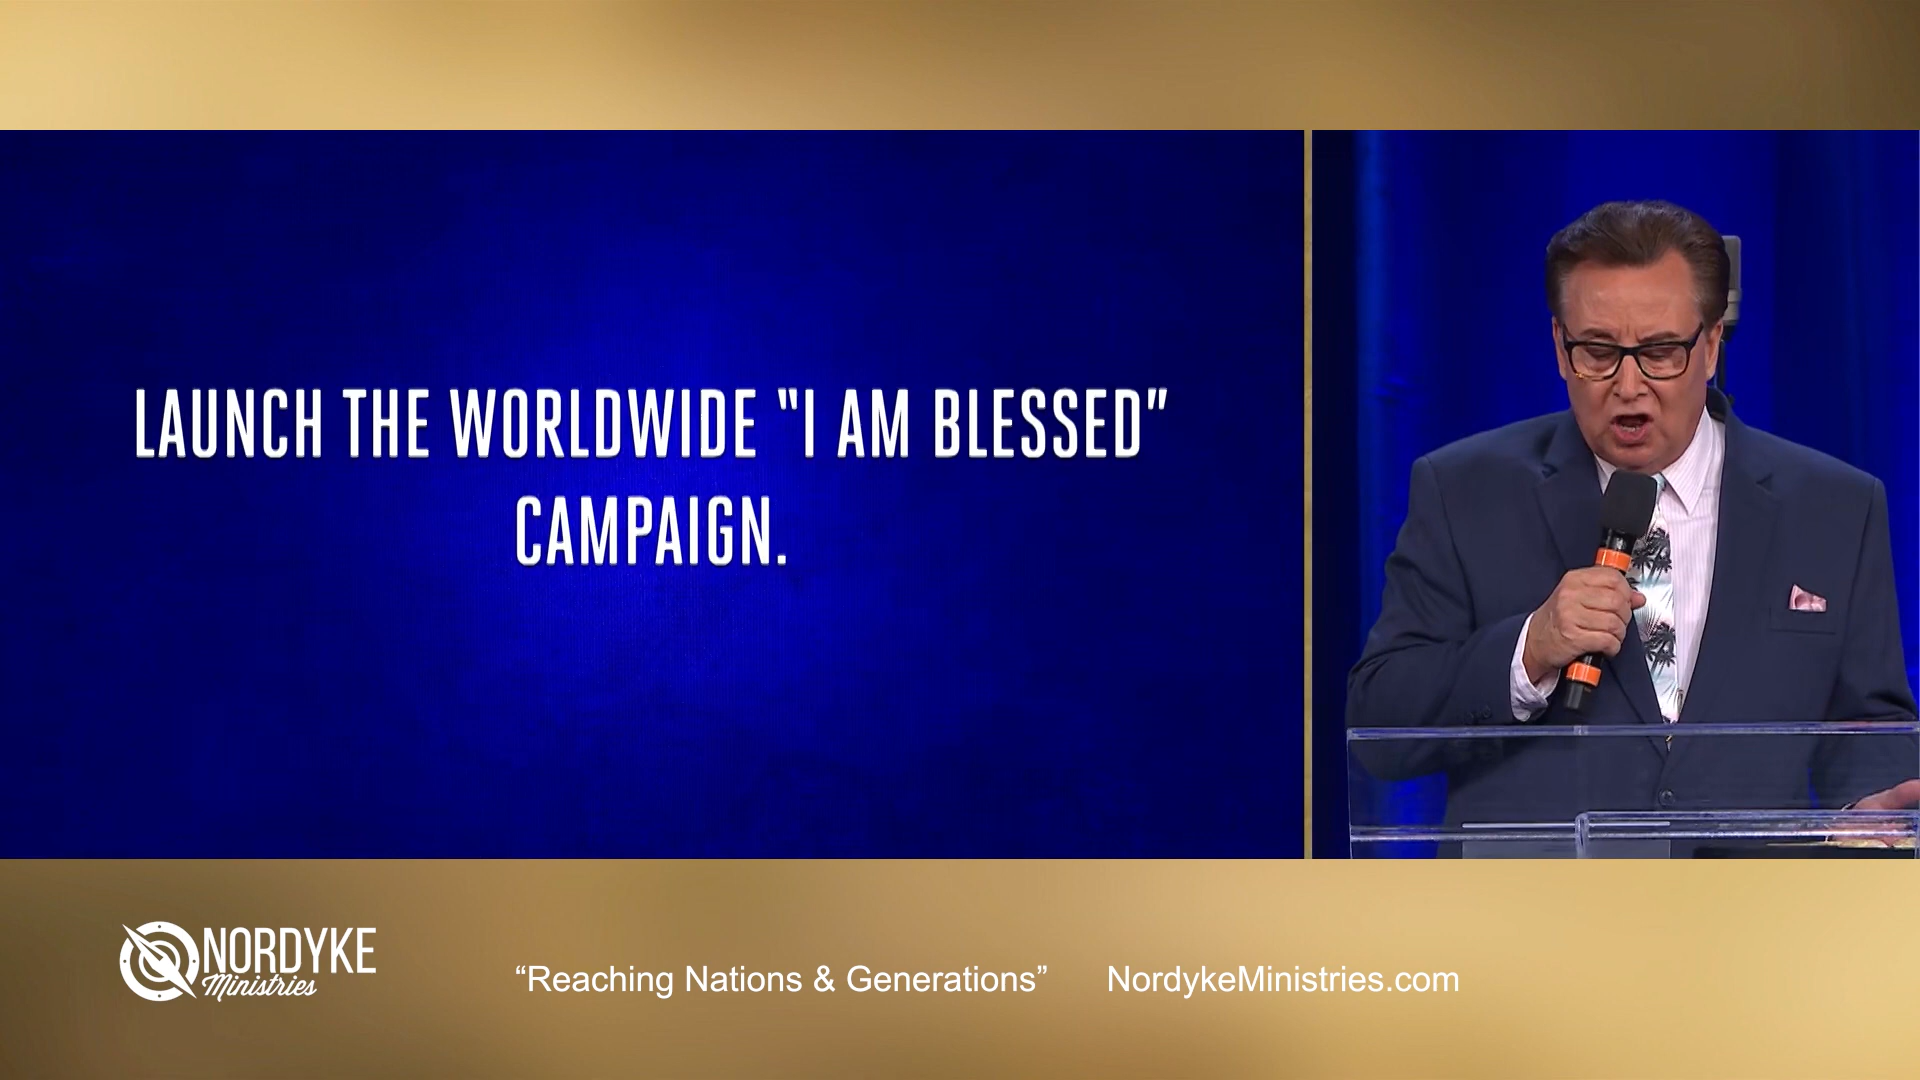 LAUNCH THE WORLDWIDE “I AM BLESSED”
CAMPAIGN.
NORDYKE
Ministries
“Reaching Nations & Generations” NordykeMinistries.com